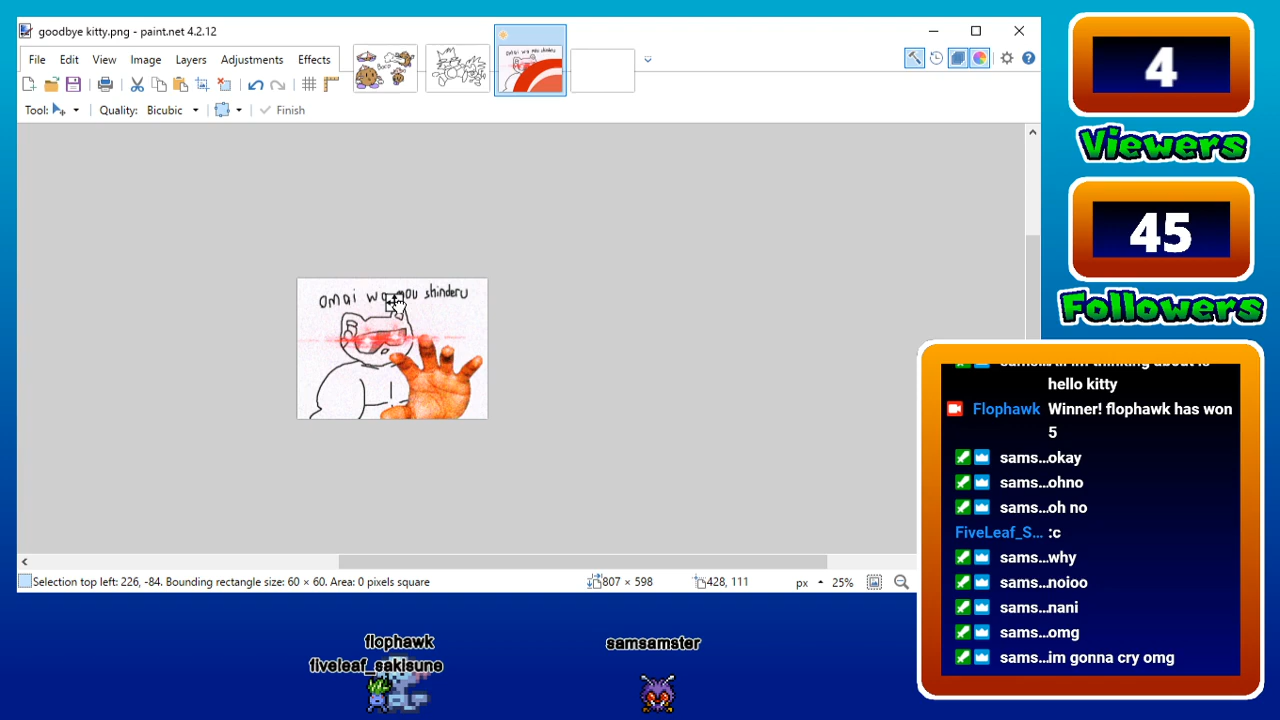 goodbye kitty.png - paint.net 4.2.12
File Edit View Image Layers Adjustments Effects
Tool: Quality: Bicubic Finish
omai wa mou shinderu
Selection top left: 226, -84. Bounding rectangle size: 60 × 60. Area: 0 pixels square 807 × 598 428, 111 px 25%
4
Viewers
45
Followers
hello kitty
Flophawk Winner! flophawk has won
5
sams...okay
sams...ohno
sams...oh no
FiveLeaf_S... :c
sams...why
sams...noioo
sams...nani
sams...omg
sams...im gonna cry omg
flophawk
fiveleaf_sakisune
samsamster